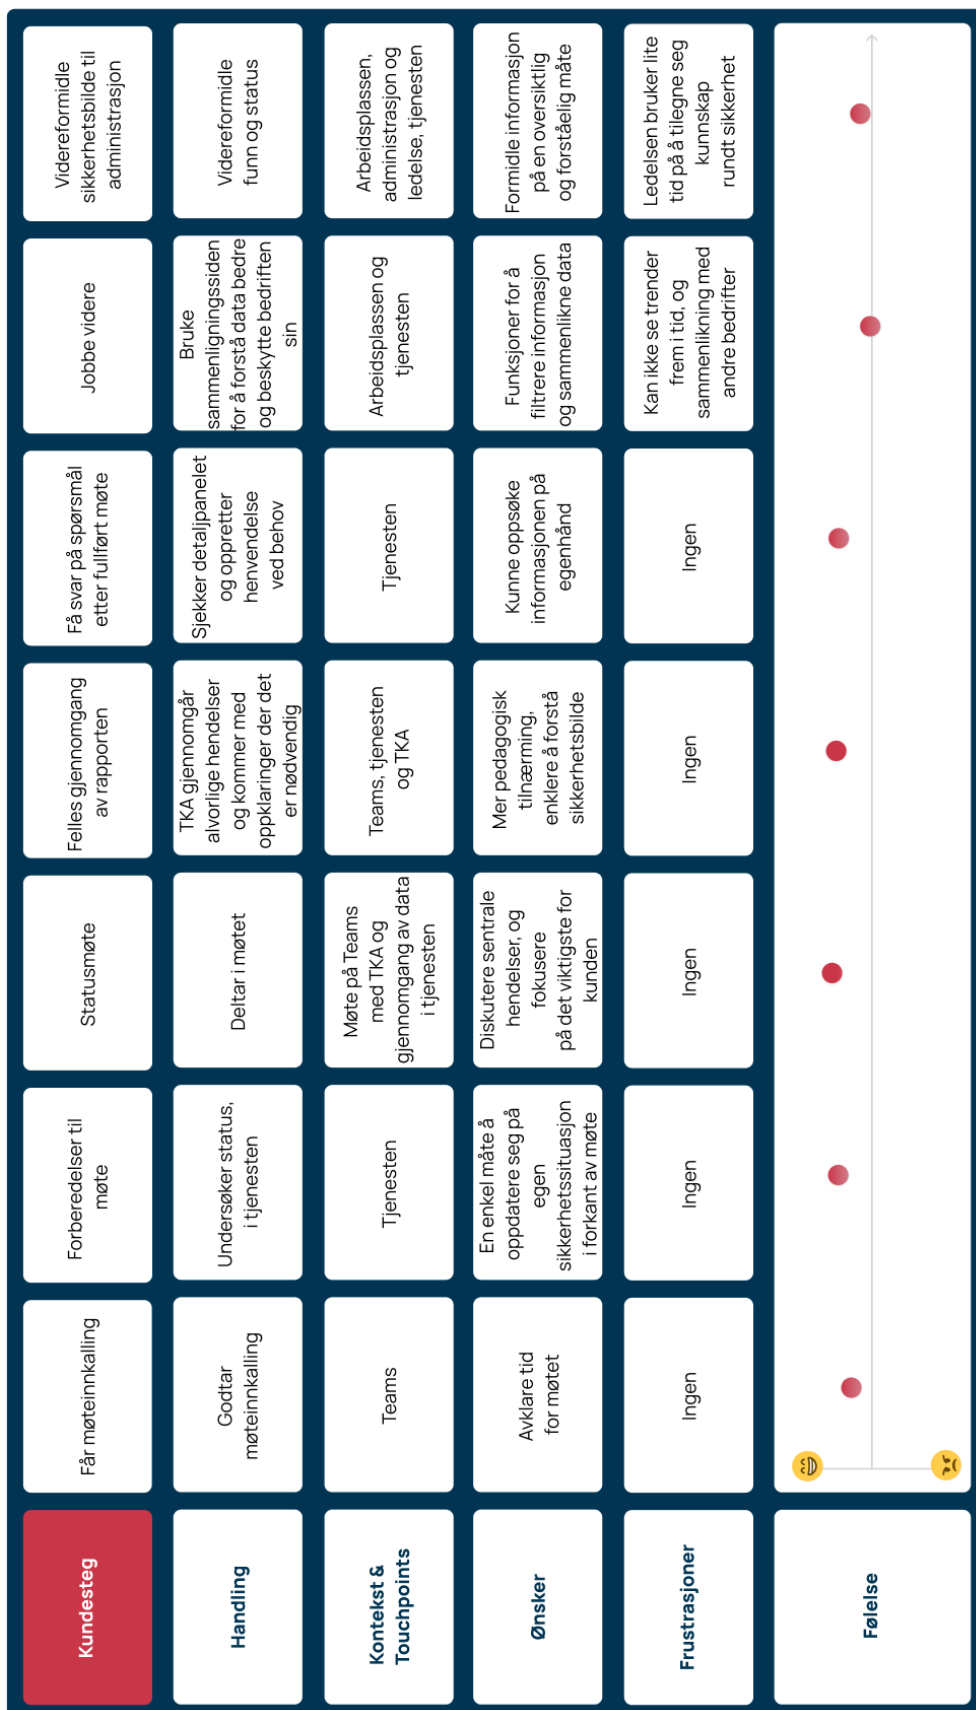 Kundesteg
Får møteinnkalling
Forberedelser til
møte
Statusmøte
Felles gjennomgang
av rapporten
Få svar på spørsmål
etter fullført møte
Jobbe videre
Videreformidle
sikkerhetsbilde til
administrasjon
Handling
Godtar
møteinnkalling
Undersøker status,
i tjenesten
Deltar i møtet
TKA gjennomgår
alvorlige hendelser
og kommer med
oppklaringer der det
er nødvendig
Sjekker detaljpanelet
og oppretter
henvendelse
ved behov
Bruke
sammenligningssiden
for å forstå data bedre
og beskytte bedriften
sin
Videreformidle
funn og status
Kontekst &
Touchpoints
Teams
Tjenesten
Møte på Teams
med TKA og
gjennomgang av data
i tjenesten
Teams, tjenesten
og TKA
Tjenesten
Arbeidsplassen og
tjenesten
Arbeidsplassen,
administrasjon og
ledelse, tjenesten
Ønsker
Avklare tid
for møtet
En enkel måte å
oppdatere seg på
egen
sikkerhetssituasjon
i forkant av møte
Diskutere sentrale
hendelser, og
fokusere
på det viktigste for
kunden
Mer pedagogisk
tilnærming,
enklere å forstå
sikkerhetsbilde
Kunne oppsøke
informasjonen på
egenhånd
Funksjoner for å
filtrere informasjon
og sammenlikne data
Formidle informasjon
på en oversiktlig
og forståelig måte
Frustrasjoner
Ingen
Ingen
Ingen
Ingen
Ingen
Kan ikke se trender
frem i tid, og
sammenlikning med
andre bedrifter
Ledelsen bruker lite
tid på å tilegne seg
kunnskap
rundt sikkerhet
Følelse